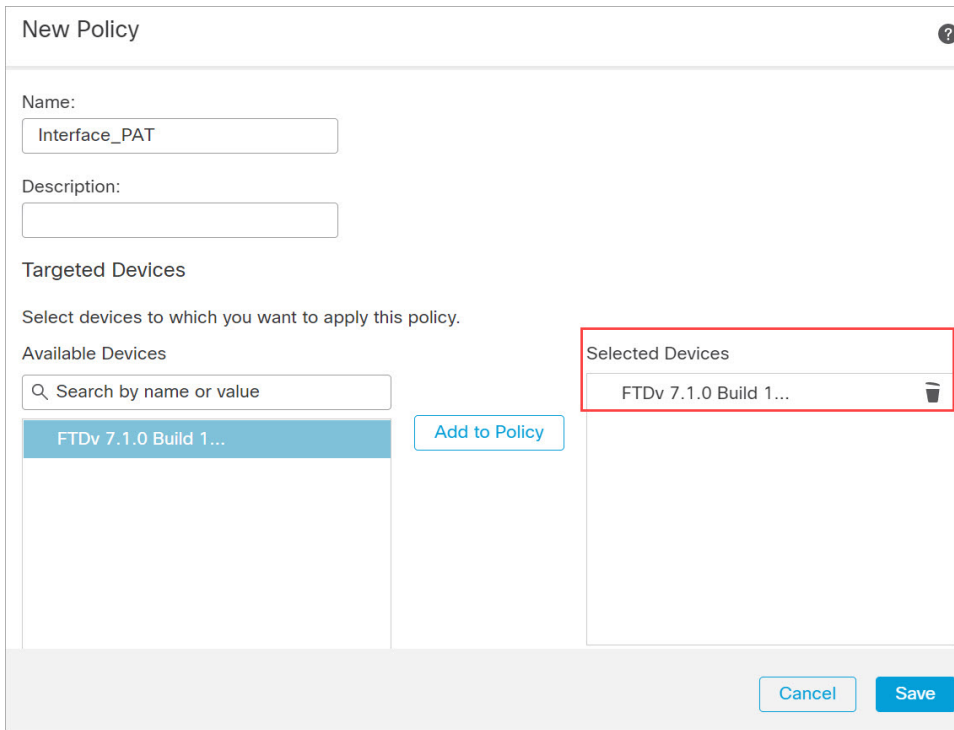 New Policy
?
Name:
Interface_PAT
Description:
Targeted Devices
Select devices to which you want to apply this policy.
Available Devices
Search by name or value
FTDv 7.1.0 Build 1...
Add to Policy
Selected Devices
FTDv 7.1.0 Build 1...
Cancel
Save